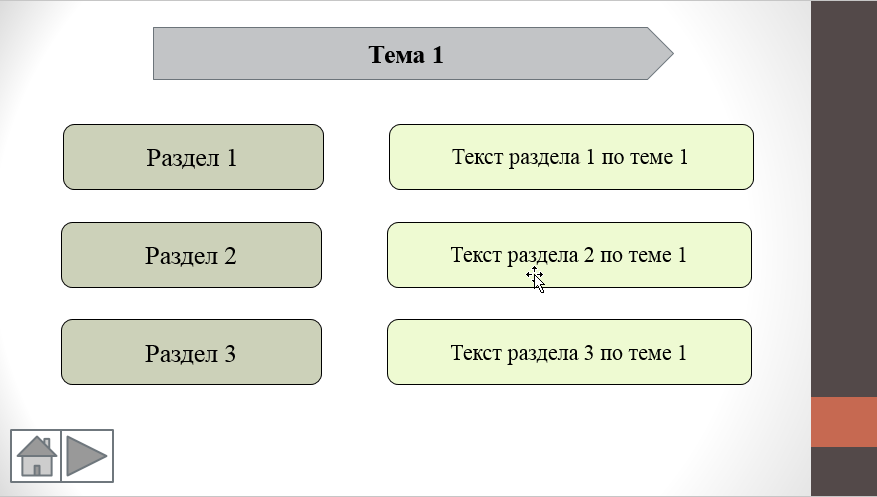 Тема 1
Раздел 1
Текст раздела 1 по теме 1
Раздел 2
Текст раздела 2 по теме 1
Раздел 3
Текст раздела 3 по теме 1